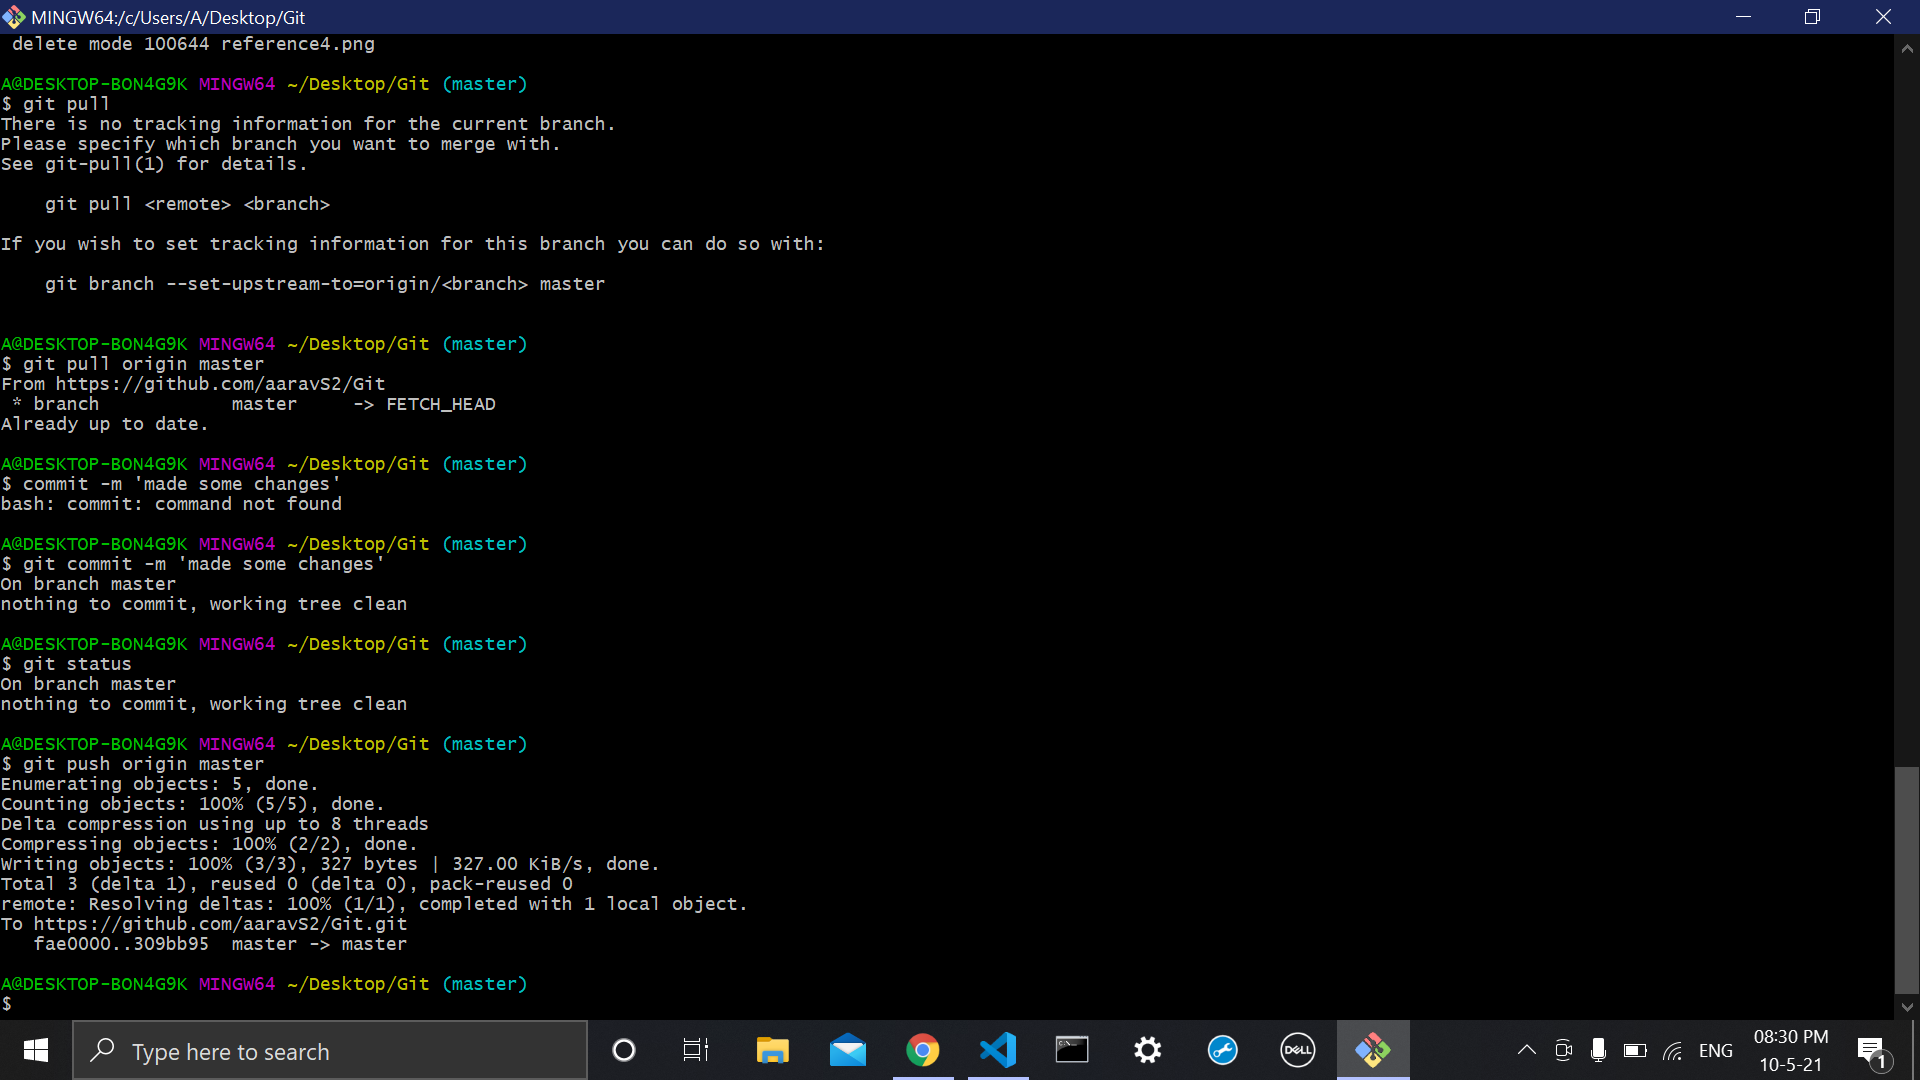 MINGW64:/c/Users/A/Desktop/Git
 delete mode 100644 reference4.png
A@DESKTOP-BON4G9K MINGW64 ~/Desktop/Git (master)
$ git pull
There is no tracking information for the current branch.
Please specify which branch you want to merge with.
See git-pull(1) for details.
    git pull <remote> <branch>
If you wish to set tracking information for this branch you can do so with:
    git branch --set-upstream-to=origin/<branch> master
A@DESKTOP-BON4G9K MINGW64 ~/Desktop/Git (master)
$ git pull origin master
From https://github.com/aaravS2/Git
 * branch            master     -> FETCH_HEAD
Already up to date.
A@DESKTOP-BON4G9K MINGW64 ~/Desktop/Git (master)
$ commit -m 'made some changes'
bash: commit: command not found
A@DESKTOP-BON4G9K MINGW64 ~/Desktop/Git (master)
$ git commit -m 'made some changes'
On branch master
nothing to commit, working tree clean
A@DESKTOP-BON4G9K MINGW64 ~/Desktop/Git (master)
$ git status
On branch master
nothing to commit, working tree clean
A@DESKTOP-BON4G9K MINGW64 ~/Desktop/Git (master)
$ git push origin master
Enumerating objects: 5, done.
Counting objects: 100% (5/5), done.
Delta compression using up to 8 threads
Compressing objects: 100% (2/2), done.
Writing objects: 100% (3/3), 327 bytes | 327.00 KiB/s, done.
Total 3 (delta 1), reused 0 (delta 0), pack-reused 0
remote: Resolving deltas: 100% (1/1), completed with 1 local object.
To https://github.com/aaravS2/Git.git
   fae0000..309bb95  master -> master
A@DESKTOP-BON4G9K MINGW64 ~/Desktop/Git (master)
$
Type here to search
DELL
ENG
08:30 PM
10-5-21
1